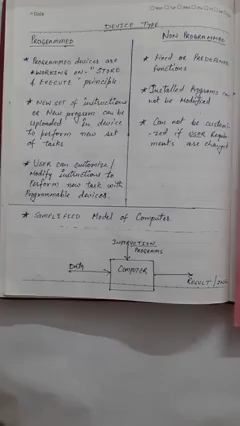 DEVICE TYPE
PROGRAMMED
NON PROGRAMMED
* PROGRAMMED devices are
WORKING ON "STORE
& EXECUTE" principle
* NEW SET of instructions
OR New program can be
uploaded in device
to perform new set
of tasks
* USER can customize/
Modify instructions to
Perform new task with
Programmable devices.
* Fixed or PREDEFINED
functions
* Installed Programs can
not be Modified
* Can not be customi
zed if USER Require
ments are changed
* SIMPLIFIED Model of Computer
INSTRUCTION
PROGRAMS
DATA
COMPUTER
RESULT/